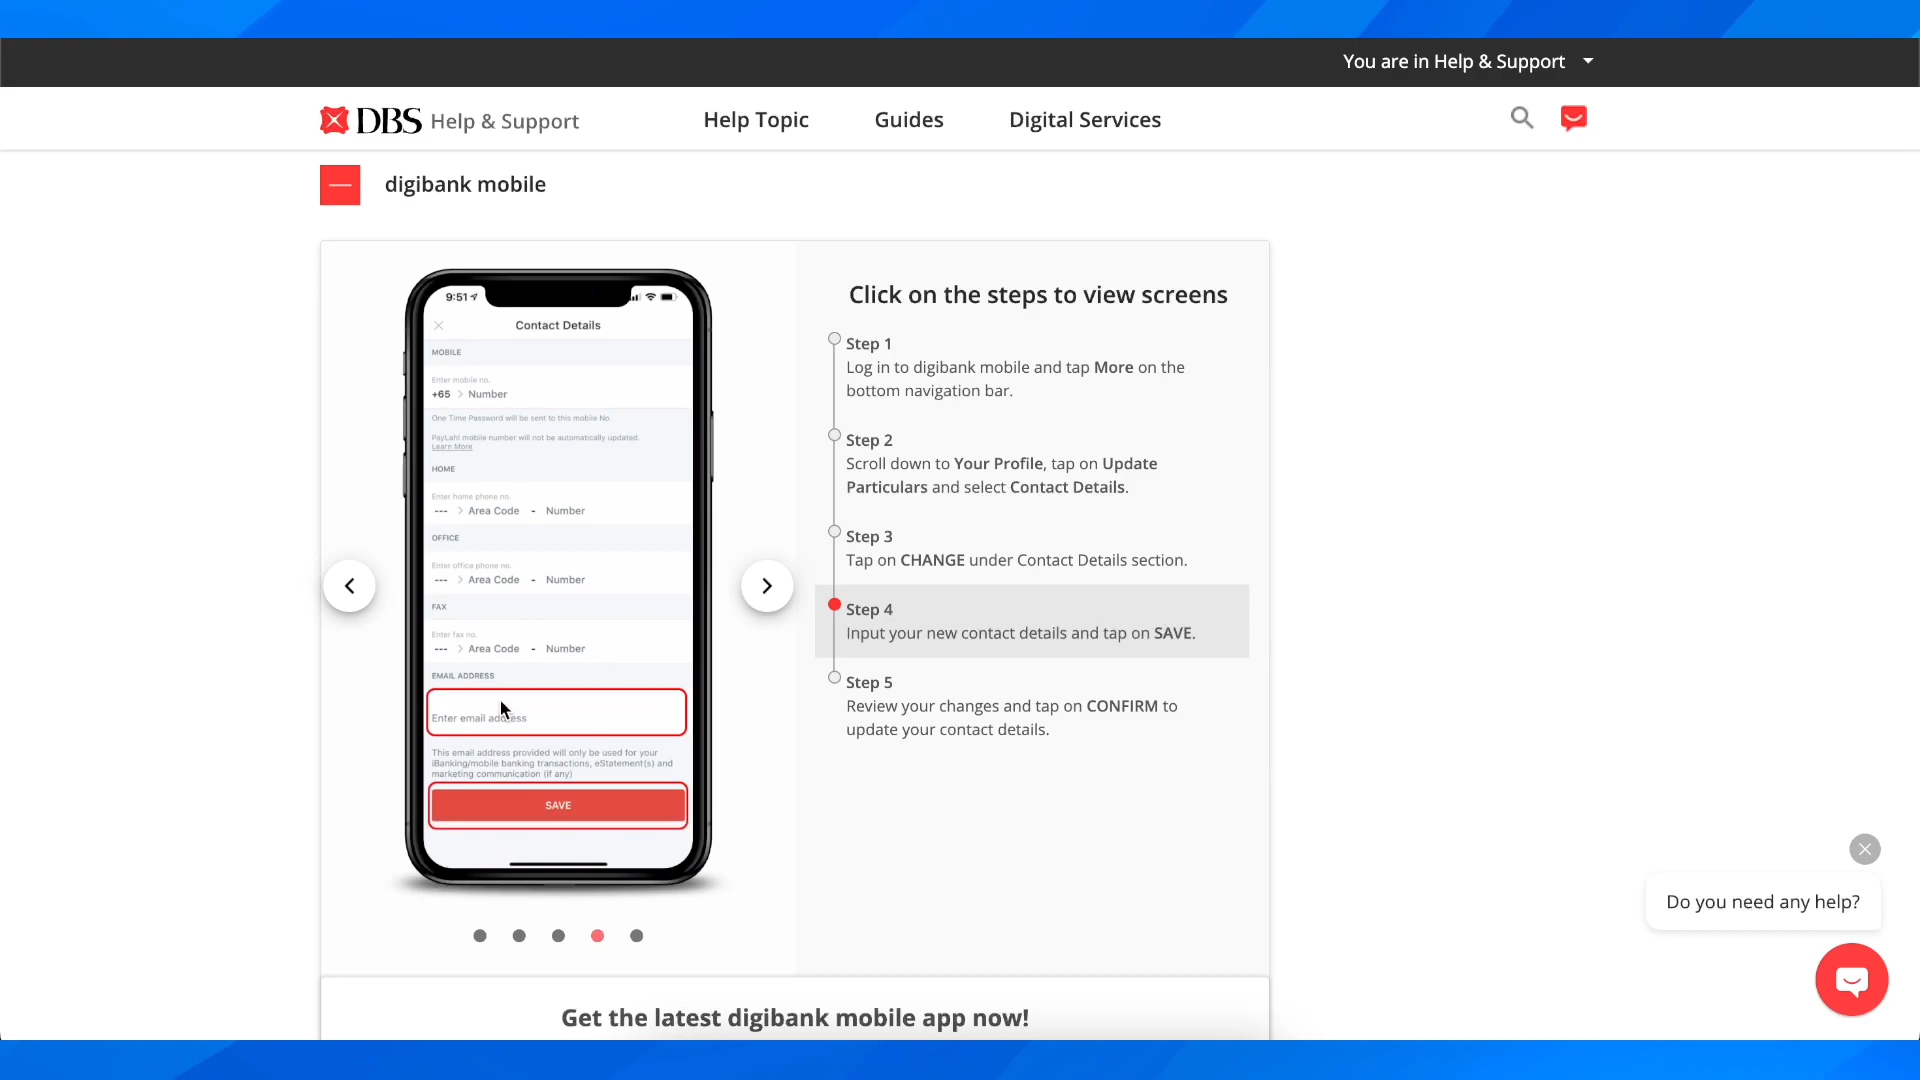 You are in Help & Support
DBS Help & Support
Help Topic
Guides
Digital Services
digibank mobile
9:51
Contact Details
MOBILE
Enter mobile no.
+65 > Number
One Time Password will be sent to this mobile No.
PayLah! mobile number will not be automatically updated.
Learn More
HOME
Enter home phone no.
--- > Area Code - Number
OFFICE
Enter office phone no.
--- > Area Code - Number
FAX
Enter fax no.
--- > Area Code - Number
EMAIL ADDRESS
Enter email address
This email address provided will only be used for your
iBanking/mobile banking transactions, eStatement(s) and
marketing communication (if any)
SAVE
Click on the steps to view screens
Step 1
Log in to digibank mobile and tap More on the
bottom navigation bar.
Step 2
Scroll down to Your Profile, tap on Update
Particulars and select Contact Details.
Step 3
Tap on CHANGE under Contact Details section.
Step 4
Input your new contact details and tap on SAVE.
Step 5
Review your changes and tap on CONFIRM to
update your contact details.
Do you need any help?
Get the latest digibank mobile app now!